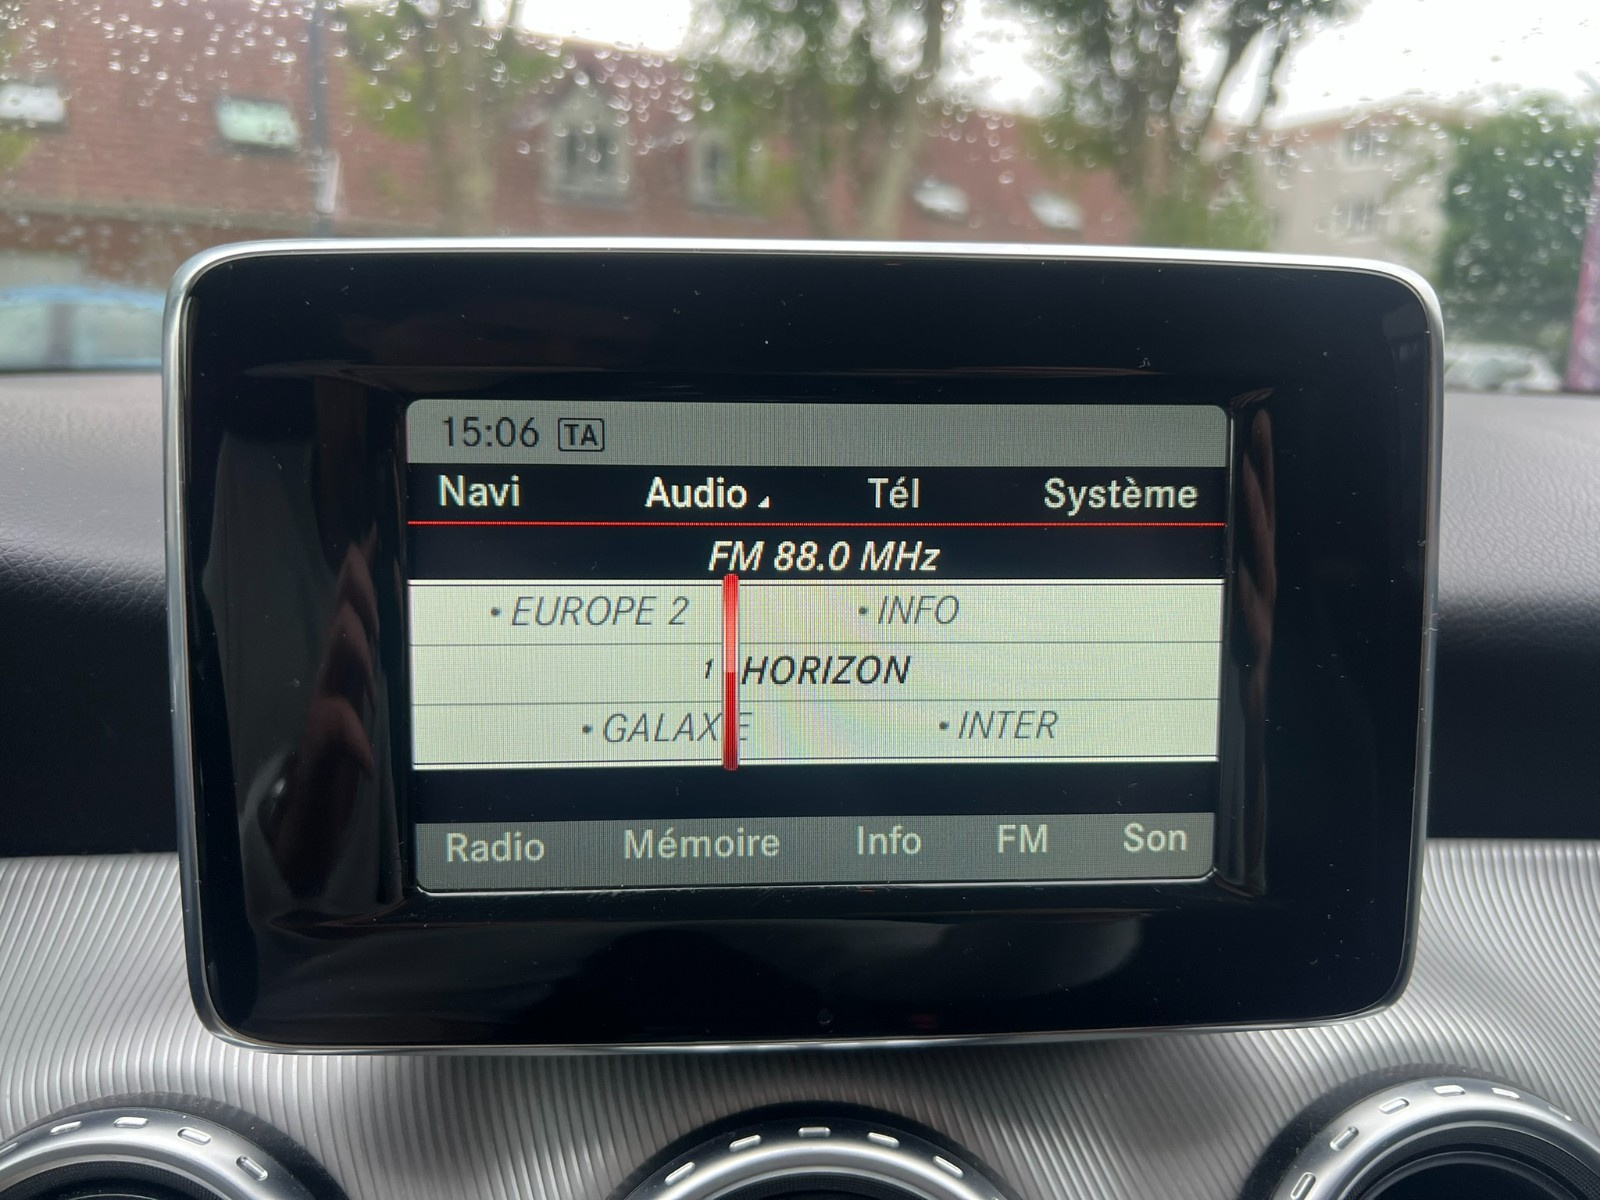 15:06 TA
Navi Audio Tél Système
FM 88.0 MHz
• EUROPE 2 • INFO
1 HORIZON
• GALAXIE • INTER
Radio Mémoire Info FM Son